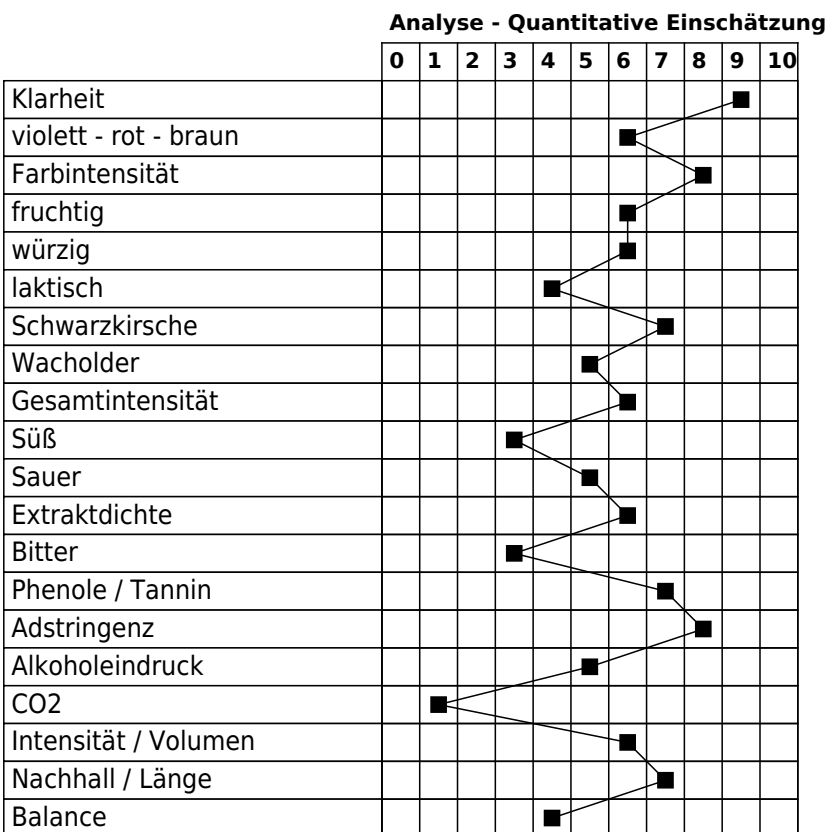 Analyse - Quantitative Einschätzung
0 1 2 3 4 5 6 7 8 9 10
Klarheit
violett - rot - braun
Farbintensität
fruchtig
würzig
laktisch
Schwarzkirsche
Wacholder
Gesamtintensität
Süß
Sauer
Extraktdichte
Bitter
Phenole / Tannin
Adstringenz
Alkoholeindruck
CO2
Intensität / Volumen
Nachhall / Länge
Balance